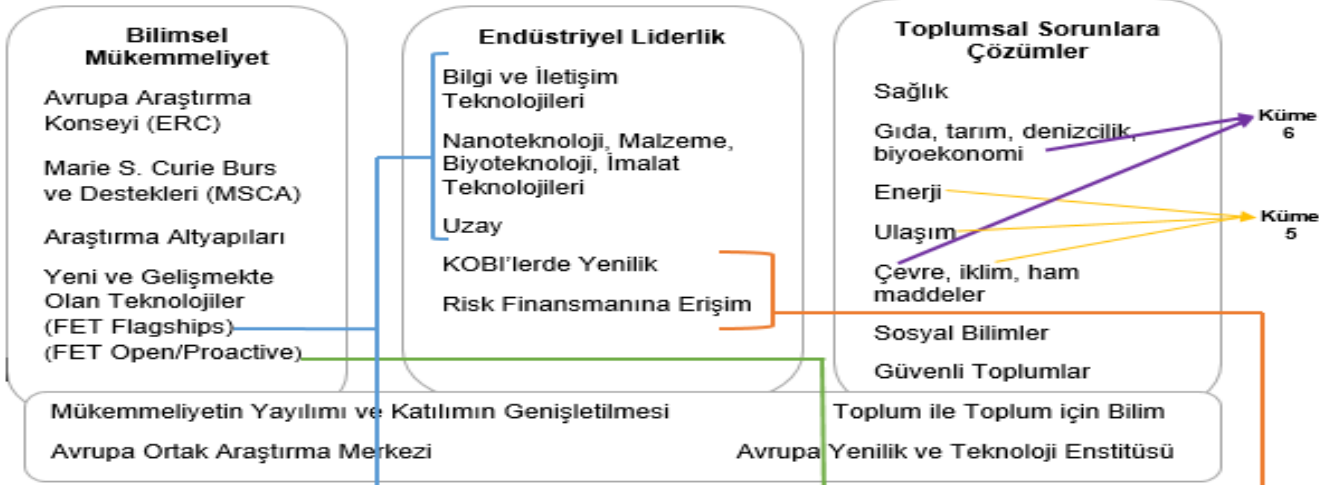 Bilimsel
Mükemmeliyet
Avrupa Araştırma
Konseyi (ERC)
Marie S. Curie Burs
ve Destekleri (MSCA)
Araştırma Altyapıları
Yeni ve Gelişmekte
Olan Teknolojiler
(FET Flagships)
(FET Open/Proactive)
Endüstriyel Liderlik
Bilgi ve İletişim
Teknolojileri
Nanoteknoloji, Malzeme,
Biyoteknoloji, İmalat
Teknolojileri
Uzay
KOBI'lerde Yenilik
Risk Finansmanına Erişim
Toplumsal Sorunlara
Çözümler
Sağlık
Gıda, tarım, denizcilik,
biyoekonomi
Enerji
Ulaşım
Çevre, iklim, ham
maddeler
Sosyal Bilimler
Güvenli Toplumlar
Küme
6
Küme
5
Mükemmeliyetin Yayılımı ve Katılımın Genişletilmesi
Toplum ile Toplum için Bilim
Avrupa Ortak Araştırma Merkezi
Avrupa Yenilik ve Teknoloji Enstitüsü